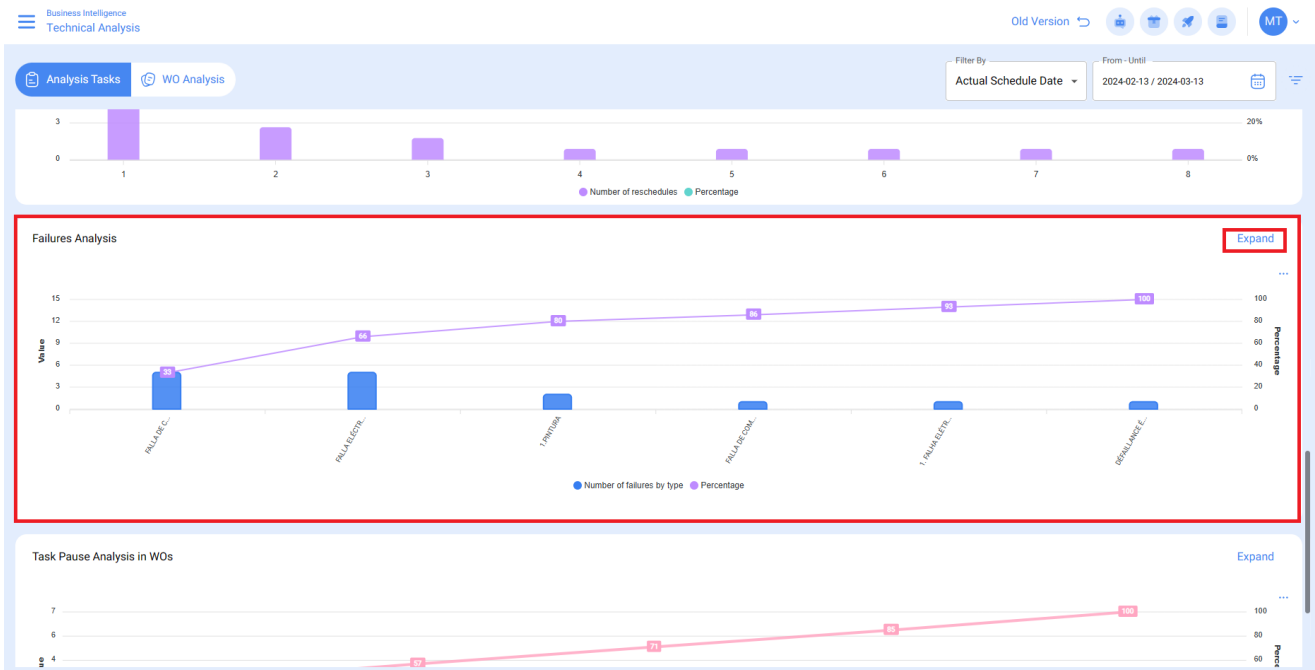 Business Intelligence
Technical Analysis
Old Version
MT
Analysis Tasks
WO Analysis
Filter By
Actual Schedule Date
From - Until
2024-02-13 / 2024-03-13
3
20%
0
0%
1 2 3 4 5 6 7 8
Number of reschedules Percentage
Failures Analysis
Expand
...
15
100
12
80
9
60
6
40
3
20
0
0
Value
Percentage
33 66 80 86 93 100
FALLA DE C...
FALLA ELÉCTR...
1.PINTURA
FALLA DE COM...
1. FALHA ELETR...
DÉFAILLANCE É...
Number of failures by type Percentage
Task Pause Analysis in WOs
Expand
...
7
100
6
80
4
60
57 71 85 100